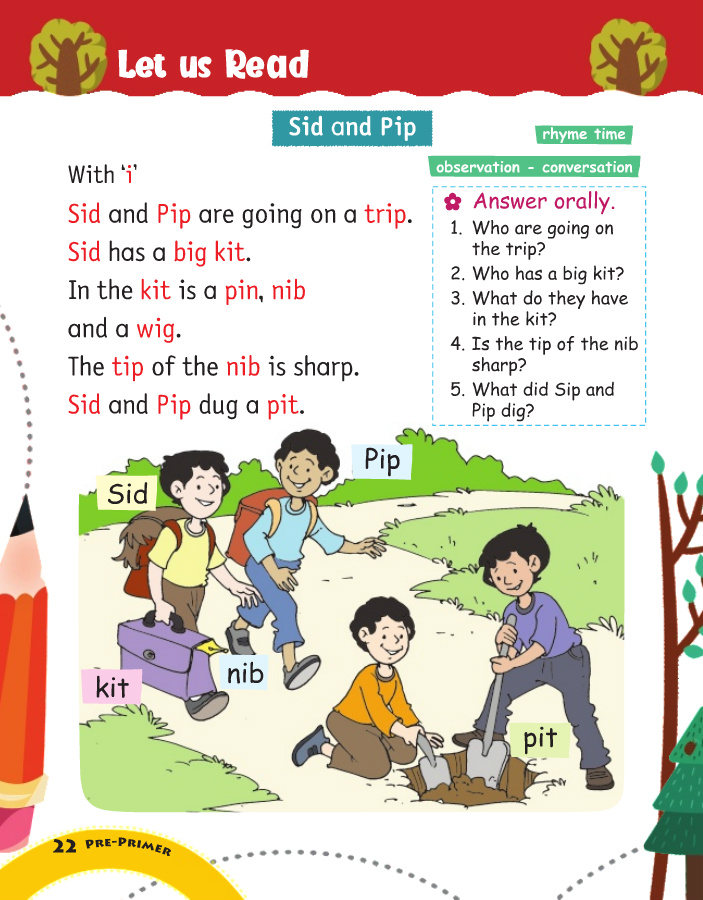 Let us Read
Sid and Pip
rhyme time
observation - conversation
With ‘i’
Sid and Pip are going on a trip.
Sid has a big kit.
In the kit is a pin, nib
and a wig.
The tip of the nib is sharp.
Sid and Pip dug a pit.
Answer orally.
1. Who are going on
the trip?
2. Who has a big kit?
3. What do they have
in the kit?
4. Is the tip of the nib
sharp?
5. What did Sip and
Pip dig?
Pip
Sid
nib
kit
pit
22 PRE-PRIMER